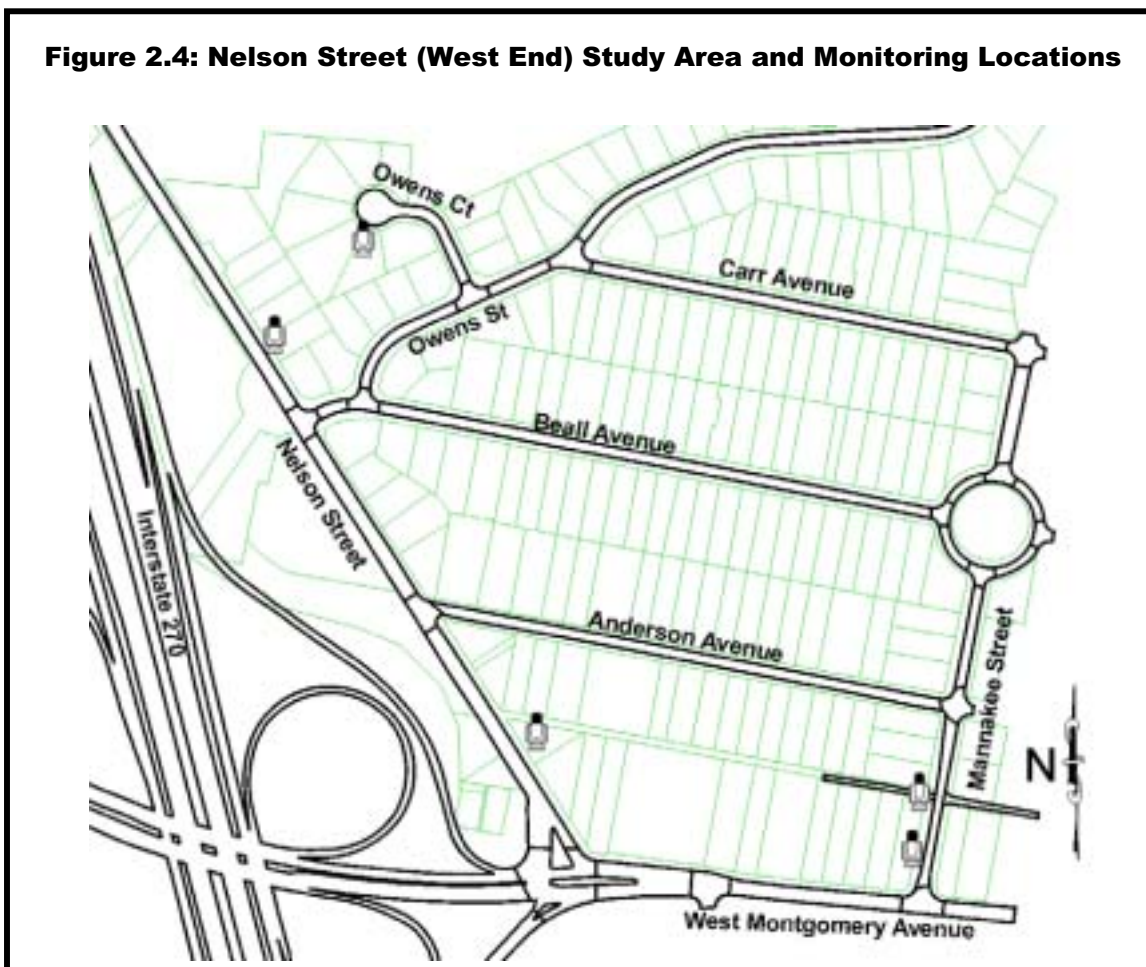 Figure 2.4: Nelson Street (West End) Study Area and Monitoring Locations
Owens Ct
Carr Avenue
Owens St
Beall Avenue
Nelson Street
Interstate 270
Anderson Avenue
Mannakee Street
N
West Montgomery Avenue